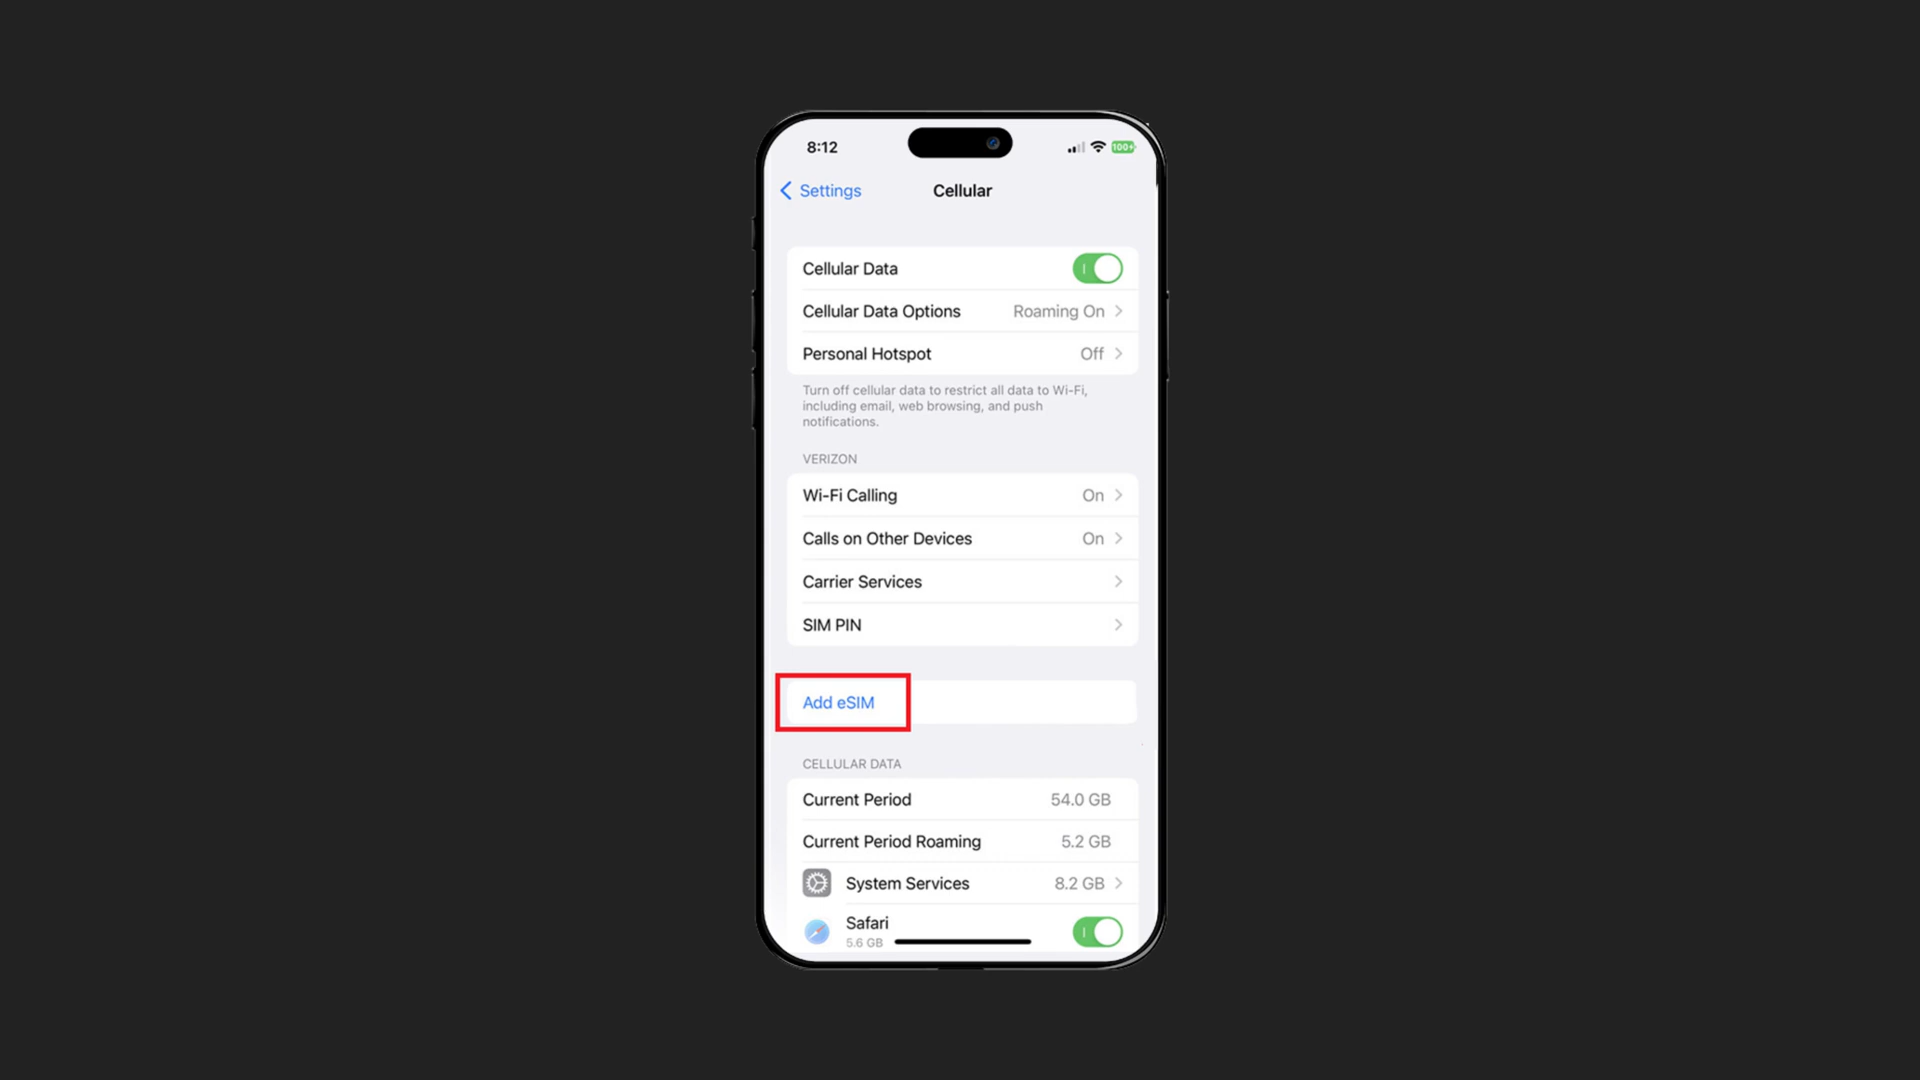 8:12
100+
Settings
Cellular
Cellular Data
Cellular Data Options Roaming On
Personal Hotspot Off
Turn off cellular data to restrict all data to Wi-Fi,
including email, web browsing, and push
notifications.
VERIZON
Wi-Fi Calling On
Calls on Other Devices On
Carrier Services
SIM PIN
Add eSIM
CELLULAR DATA
Current Period 54.0 GB
Current Period Roaming 5.2 GB
System Services 8.2 GB
Safari
5.6 GB